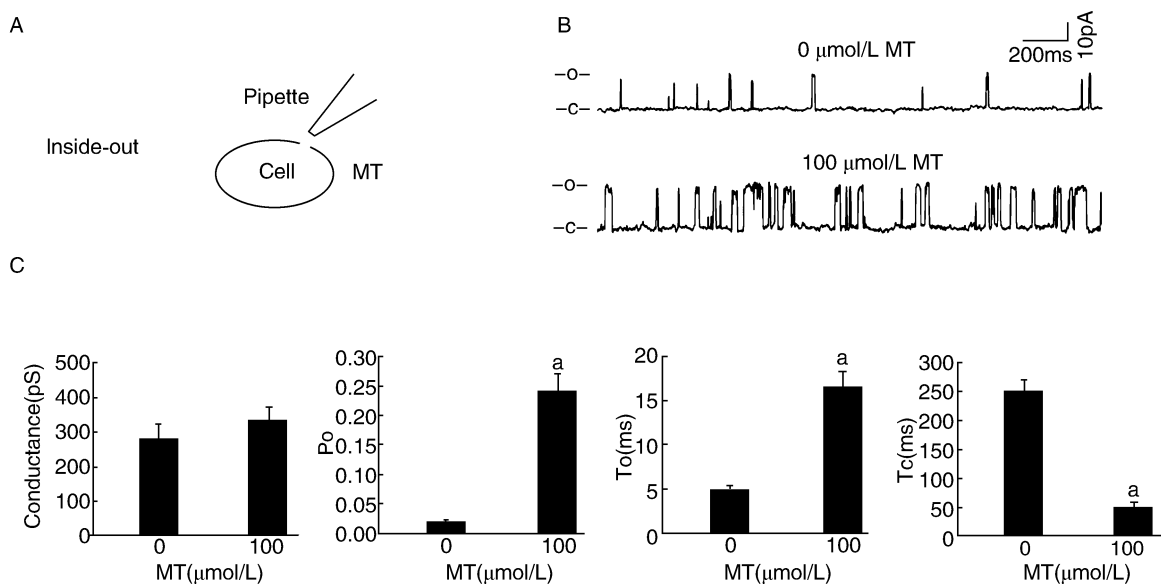 A
Pipette
Inside-out
Cell
MT
B
0 μmol/L MT
200ms
10pA
–o–
–c–
100 μmol/L MT
–o–
–c–
C
Conductance(pS)
500
400
300
200
100
0
0
100
MT(μmol/L)
Po
0.30
0.25
0.20
0.15
0.10
0.05
0.00
a
0
100
MT(μmol/L)
To(ms)
20
15
10
5
0
a
0
100
MT(μmol/L)
Tc(ms)
300
250
200
150
100
50
0
a
0
100
MT(μmol/L)